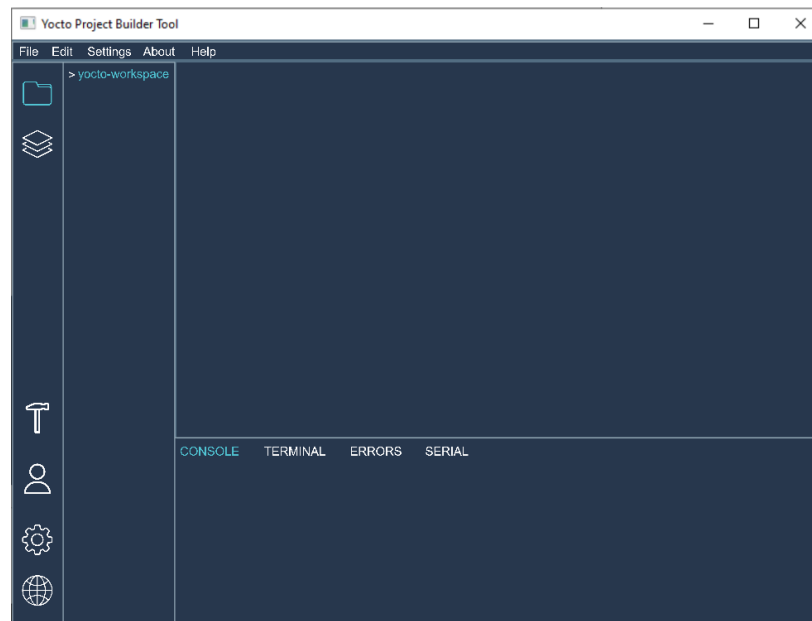 Yocto Project Builder Tool
File Edit Settings About Help
> yocto-workspace
CONSOLE TERMINAL ERRORS SERIAL